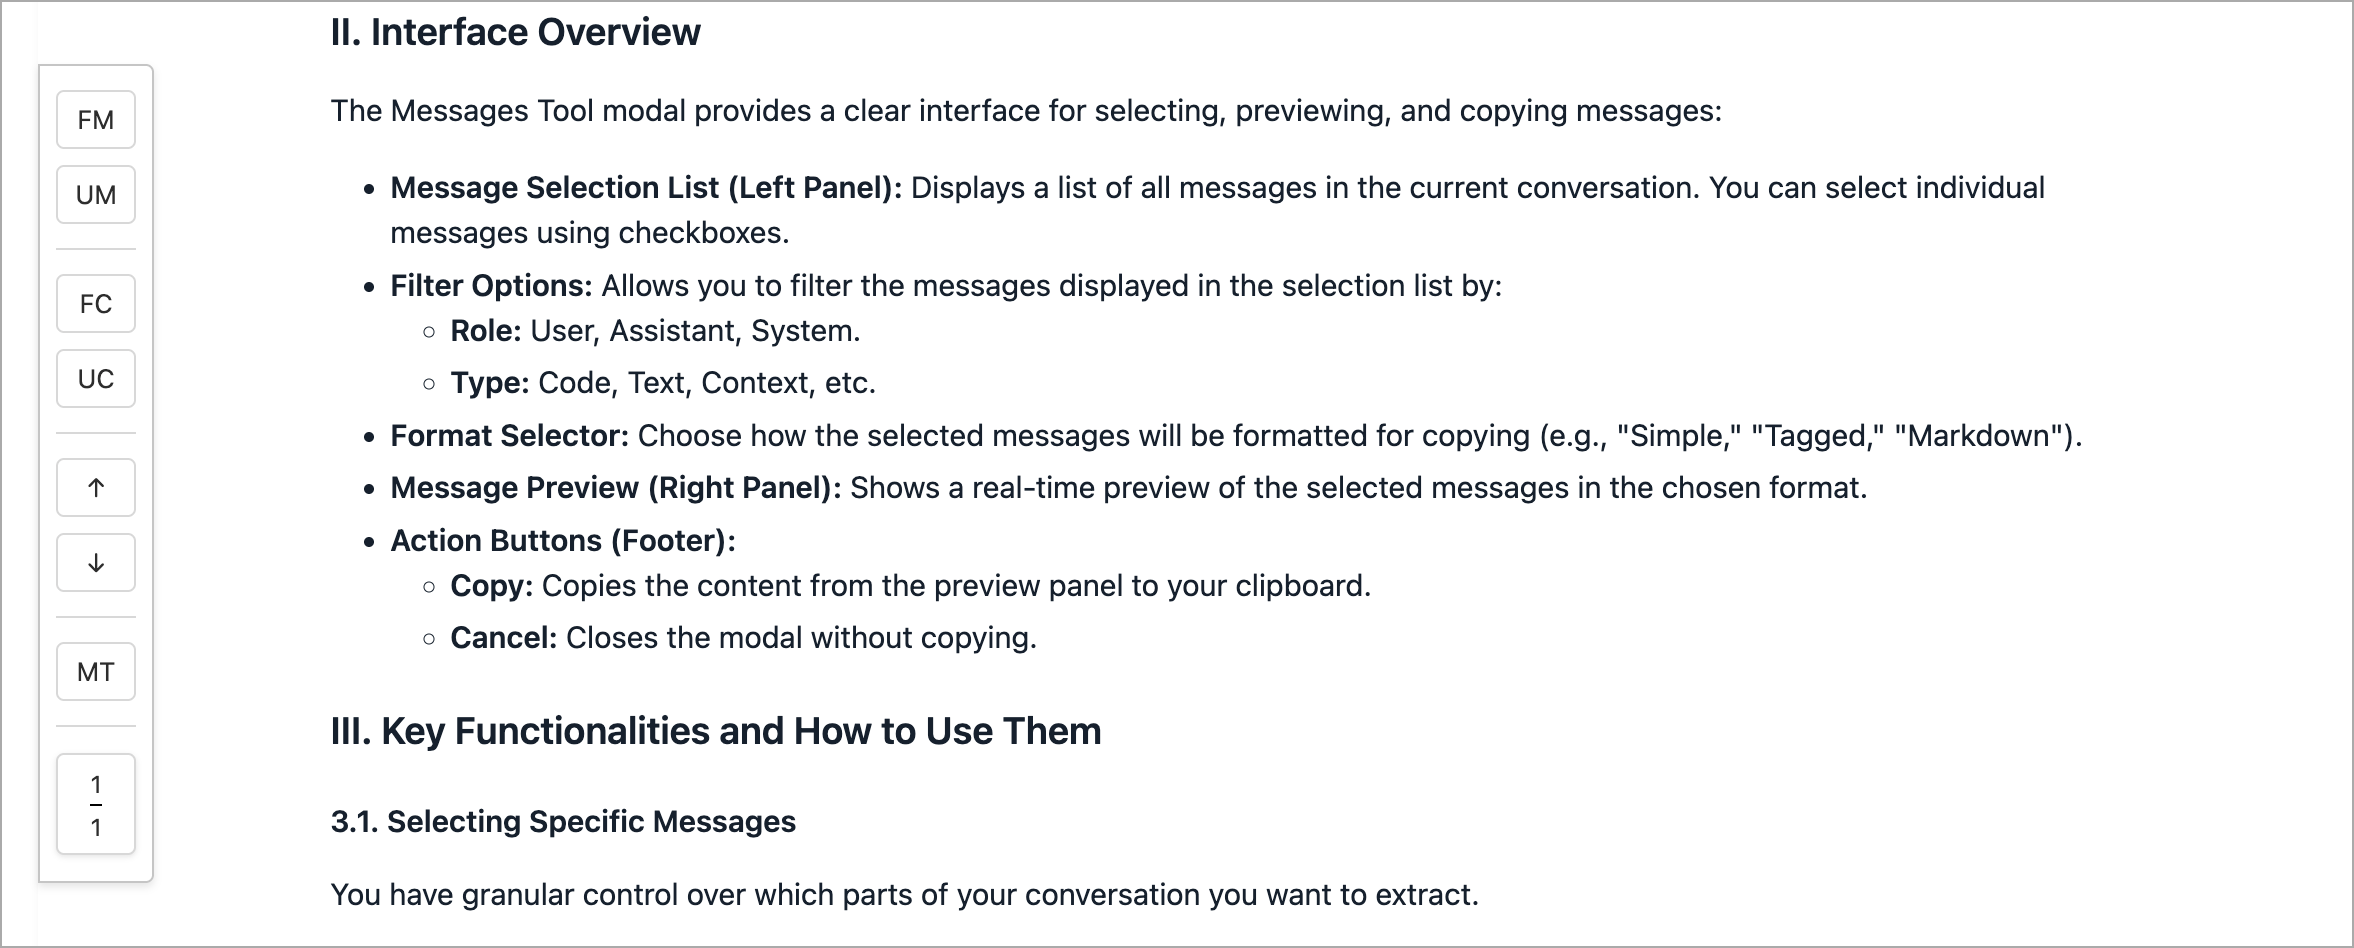 II. Interface Overview
The Messages Tool modal provides a clear interface for selecting, previewing, and copying messages:
• Message Selection List (Left Panel): Displays a list of all messages in the current conversation. You can select individual
messages using checkboxes.
• Filter Options: Allows you to filter the messages displayed in the selection list by:
◦ Role: User, Assistant, System.
◦ Type: Code, Text, Context, etc.
• Format Selector: Choose how the selected messages will be formatted for copying (e.g., "Simple," "Tagged," "Markdown").
• Message Preview (Right Panel): Shows a real-time preview of the selected messages in the chosen format.
• Action Buttons (Footer):
◦ Copy: Copies the content from the preview panel to your clipboard.
◦ Cancel: Closes the modal without copying.
III. Key Functionalities and How to Use Them
3.1. Selecting Specific Messages
You have granular control over which parts of your conversation you want to extract.
FM
UM
FC
UC
↑
↓
MT
1
1